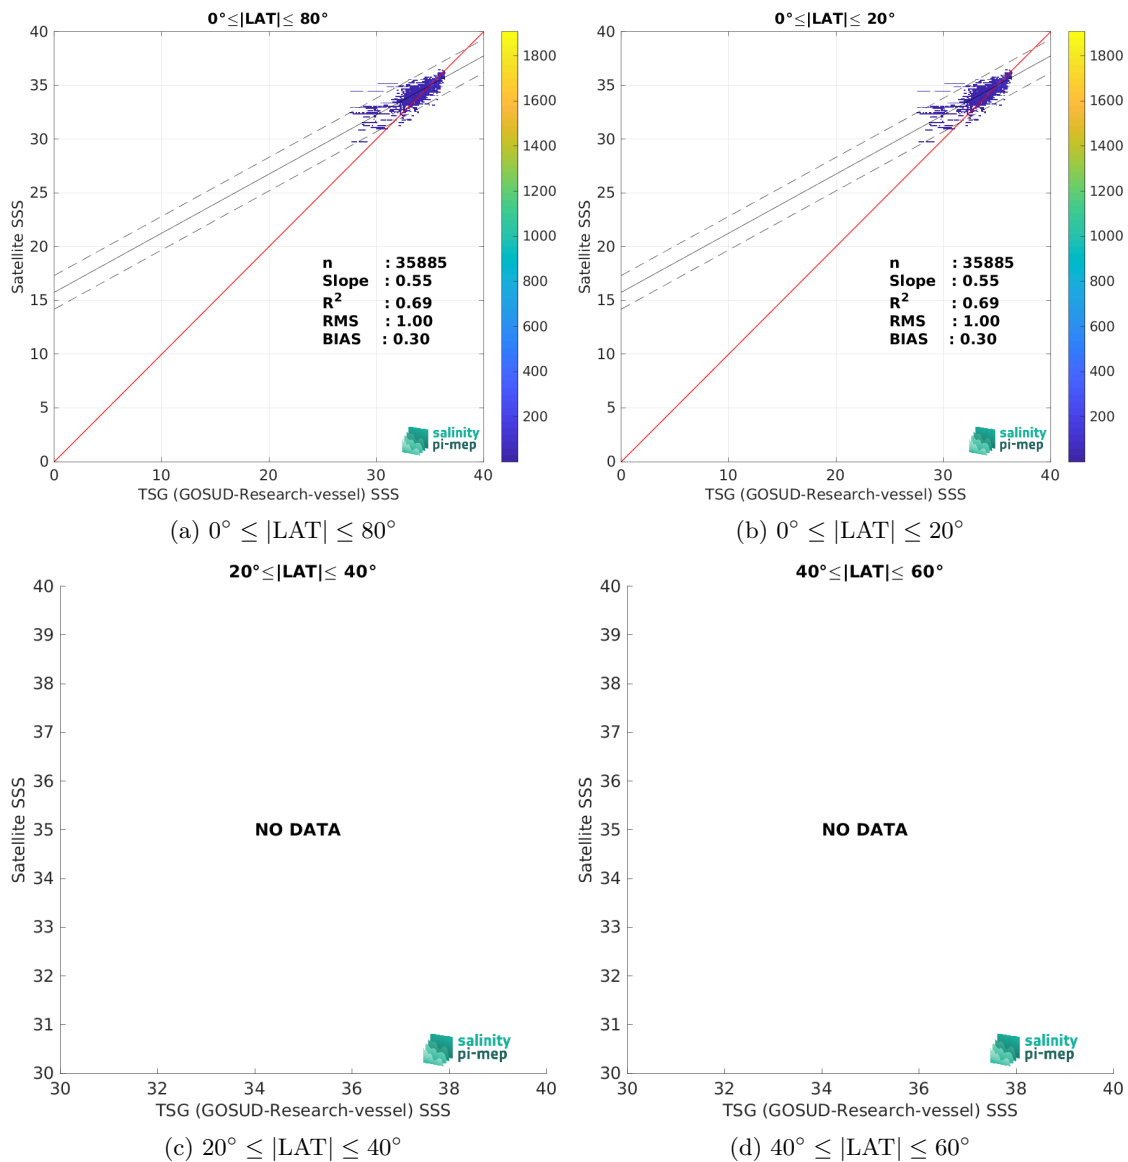 0°≤|LAT|≤ 80°
40
35
30
25
20
15
10
5
0
0
10
20
30
40
Satellite SSS
TSG (GOSUD-Research-vessel) SSS
n : 35885
Slope : 0.55
R² : 0.69
RMS : 1.00
BIAS : 0.30
salinity
pi-mep
1800
1600
1400
1200
1000
800
600
400
200
(a) 0° ≤ |LAT| ≤ 80°
0°≤|LAT|≤ 20°
40
35
30
25
20
15
10
5
0
0
10
20
30
40
Satellite SSS
TSG (GOSUD-Research-vessel) SSS
n : 35885
Slope : 0.55
R² : 0.69
RMS : 1.00
BIAS : 0.30
salinity
pi-mep
1800
1600
1400
1200
1000
800
600
400
200
(b) 0° ≤ |LAT| ≤ 20°
20°≤|LAT|≤ 40°
40
39
38
37
36
35
34
33
32
31
30
30
32
34
36
38
40
Satellite SSS
NO DATA
salinity
pi-mep
TSG (GOSUD-Research-vessel) SSS
(c) 20° ≤ |LAT| ≤ 40°
40°≤|LAT|≤ 60°
40
39
38
37
36
35
34
33
32
31
30
30
32
34
36
38
40
Satellite SSS
NO DATA
salinity
pi-mep
TSG (GOSUD-Research-vessel) SSS
(d) 40° ≤ |LAT| ≤ 60°